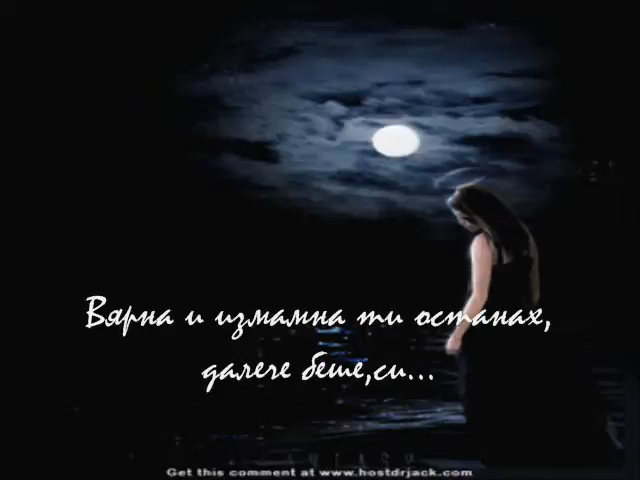 Вярна и измамна ти останах,
далече беше,си...
Get this comment at www.hostdrjack.com